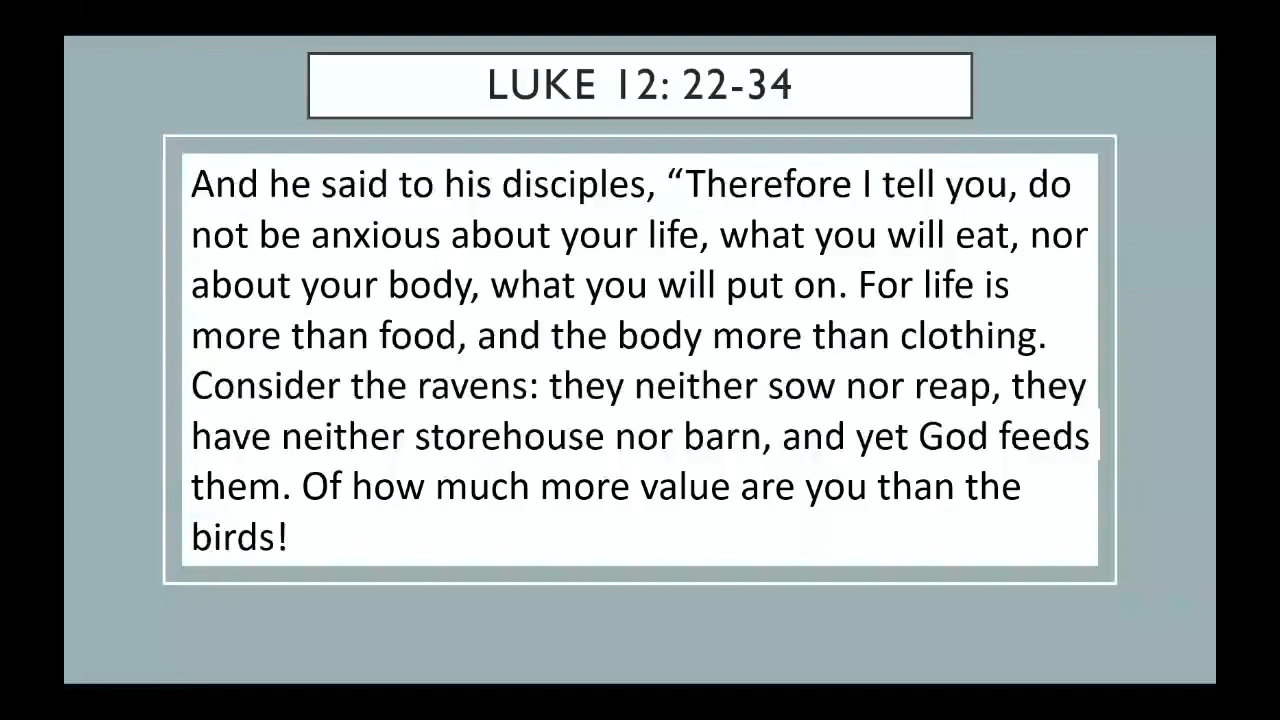 LUKE 12: 22-34
And he said to his disciples, “Therefore I tell you, do
not be anxious about your life, what you will eat, nor
about your body, what you will put on. For life is
more than food, and the body more than clothing.
Consider the ravens: they neither sow nor reap, they
have neither storehouse nor barn, and yet God feeds
them. Of how much more value are you than the
birds!